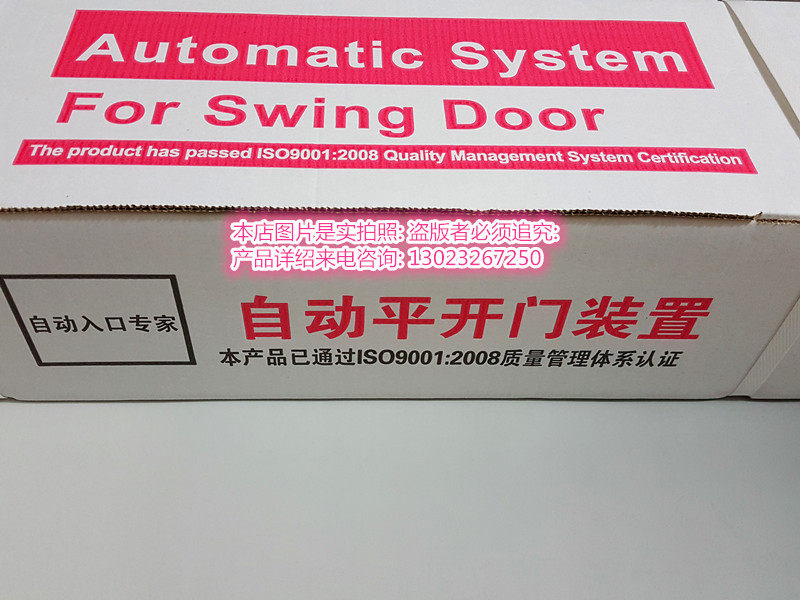 Automatic System
For Swing Door
The product has passed ISO9001:2008 Quality Management System Certification
本店图片是实拍照: 盗版者必须追究:
产品详绍来电咨询: 13023267250
自动入口专家
自动平开门装置
本产品已通过ISO9001:2008质量管理体系认证